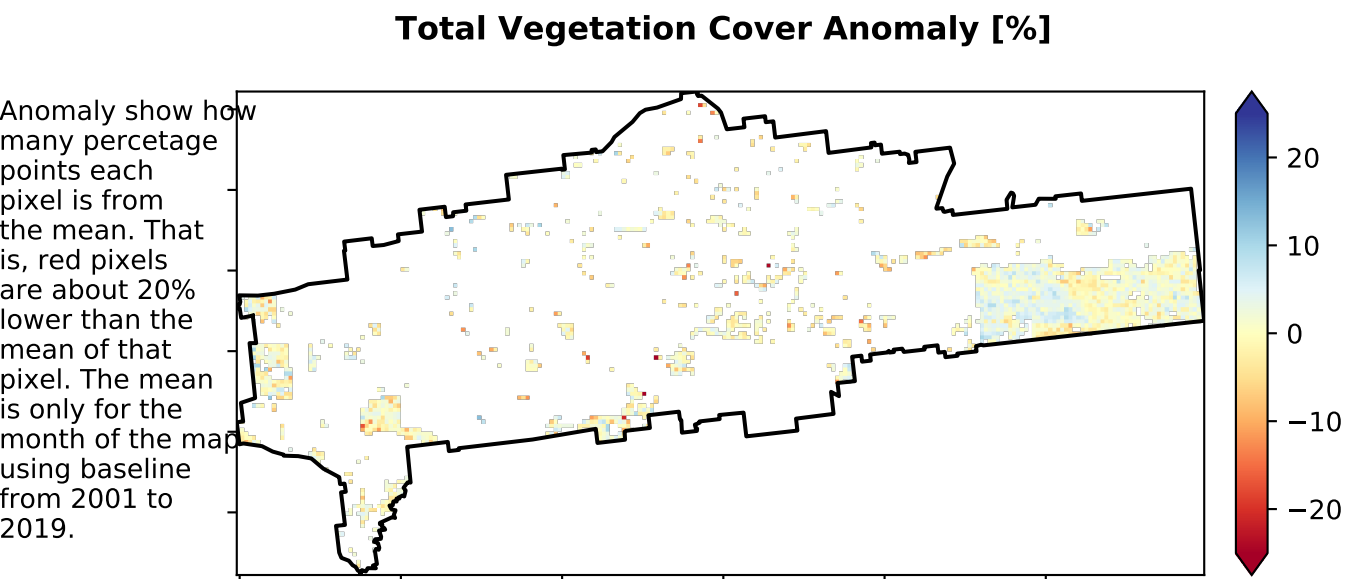 Total Vegetation Cover Anomaly [%]
Anomaly show how
many percetage
points each
pixel is from
the mean. That
is, red pixels
are about 20%
lower than the
mean of that
pixel. The mean
is only for the
month of the map
using baseline
from 2001 to
2019.
20
10
0
−10
−20